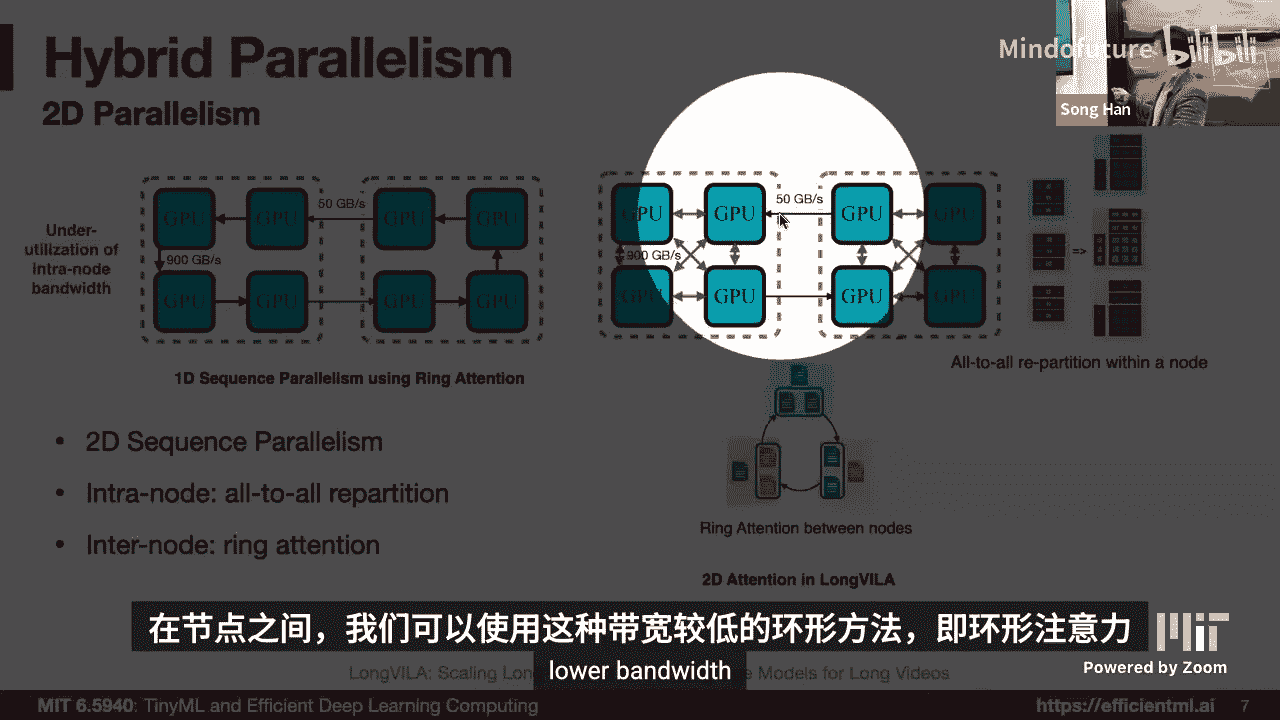 Hybrid Parallelism
2D Parallelism
Mindofuture bilibili
Song Han
Under-
utilization of
intra-node
bandwidth
GPU GPU 50 GB/s GPU GPU
900 GB/s
GPU GPU GPU GPU
1D Sequence Parallelism using Ring Attention
GPU GPU 50 GB/s GPU GPU
900 GB/s
GPU GPU GPU GPU
=>
All-to-all re-partition within a node
• 2D Sequence Parallelism
• Intra-node: all-to-all repartition
• Inter-node: ring attention
Ring Attention between nodes
2D Attention in LongVILA
在节点之间，我们可以使用这种带宽较低的环形方法，即环形注意力
lower bandwidth
MIT
Powered by Zoom
LongVILA: Scaling Lon Models for Long Videos
MIT 6.5940: TinyML and Efficient Deep Learning Computing
https://efficientml.ai 7